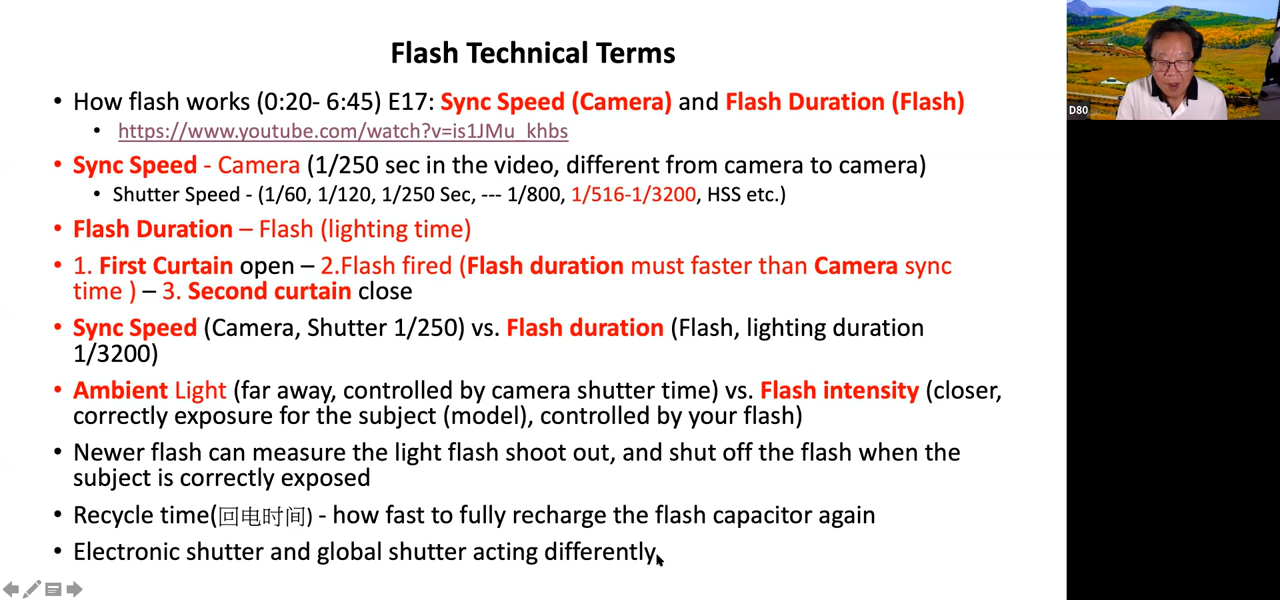 Flash Technical Terms
• How flash works (0:20- 6:45) E17: Sync Speed (Camera) and Flash Duration (Flash)
• https://www.youtube.com/watch?v=is1JMu_khbs
• Sync Speed - Camera (1/250 sec in the video, different from camera to camera)
• Shutter Speed - (1/60, 1/120, 1/250 Sec, --- 1/800, 1/516-1/3200, HSS etc.)
• Flash Duration – Flash (lighting time)
• 1. First Curtain open – 2.Flash fired (Flash duration must faster than Camera sync
time ) – 3. Second curtain close
• Sync Speed (Camera, Shutter 1/250) vs. Flash duration (Flash, lighting duration
1/3200)
• Ambient Light (far away, controlled by camera shutter time) vs. Flash intensity (closer,
correctly exposure for the subject (model), controlled by your flash)
• Newer flash can measure the light flash shoot out, and shut off the flash when the
subject is correctly exposed
• Recycle time(回电时间) - how fast to fully recharge the flash capacitor again
• Electronic shutter and global shutter acting differently
D80